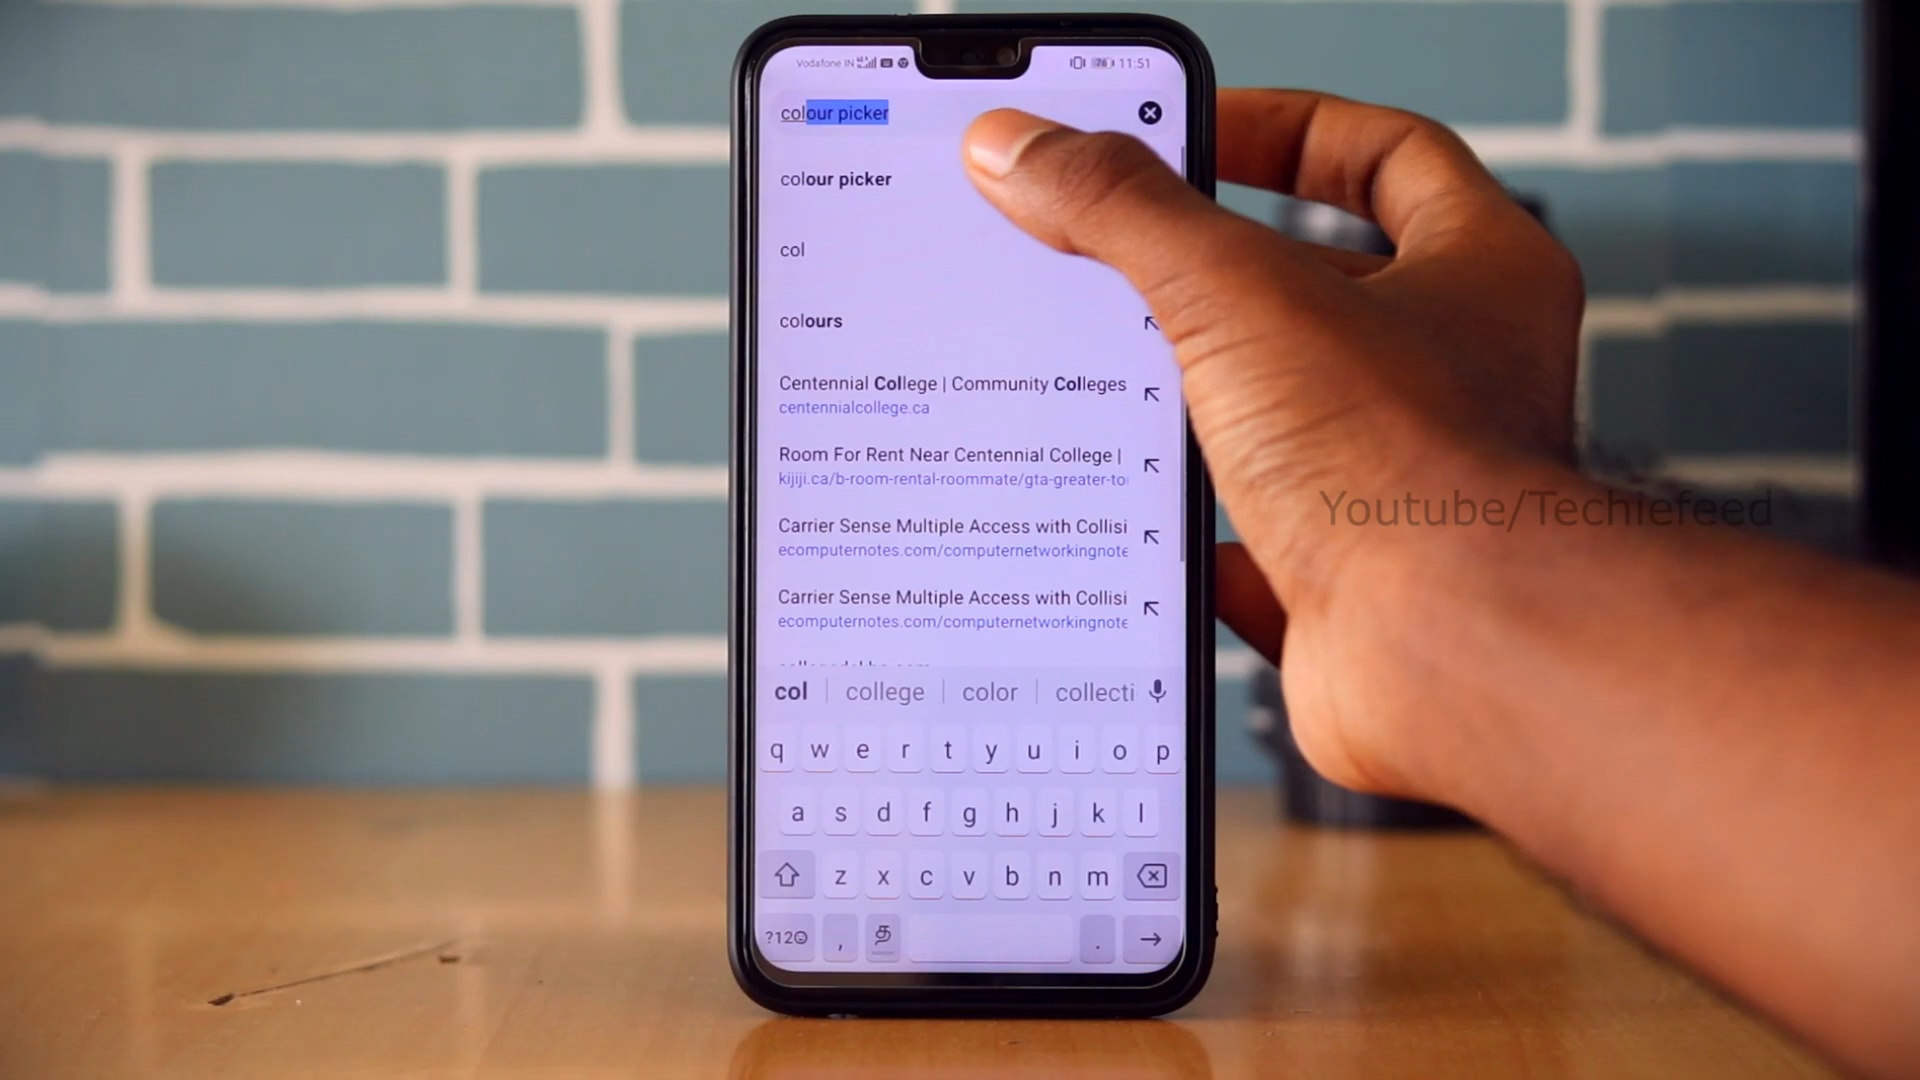 Vodafone IN
76
11:51
colour picker
colour picker
col
colours
Centennial College | Community Colleges
centennialcollege.ca
Room For Rent Near Centennial College |
kijiji.ca/b-room-rental-roommate/gta-greater-to
Youtube/Techiefeed
Carrier Sense Multiple Access with Collisi
ecomputernotes.com/computernetworkingnote
Carrier Sense Multiple Access with Collisi
ecomputernotes.com/computernetworkingnote
col college color collecti
q w e r t y u i o p
a s d f g h j k l
z x c v b n m
?12☺ , த .